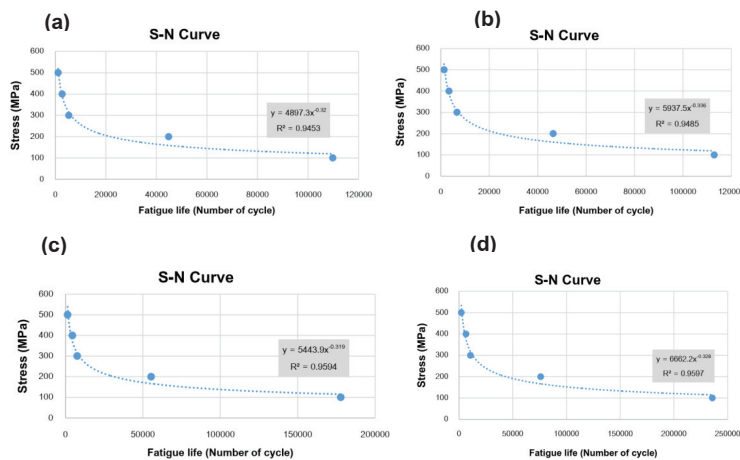 (a)
S-N Curve
Stress (MPa)
600
500
400
300
200
100
0
y = 4897.3x^-0.32
R² = 0.9453
0 20000 40000 60000 80000 100000 120000
Fatigue life (Number of cycle)
(b)
S-N Curve
Stress (MPa)
600
500
400
300
200
100
0
y = 5937.5x^-0.336
R² = 0.9485
0 20000 40000 60000 80000 100000 120000
Fatigue life (Number of cycle)
(c)
S-N Curve
Stress (MPa)
600
500
400
300
200
100
0
y = 5443.9x^-0.319
R² = 0.9594
0 50000 100000 150000 200000
Fatigue life (Number of cycle)
(d)
S-N Curve
Stress (MPa)
600
500
400
300
200
100
0
y = 6662.2x^-0.328
R² = 0.9597
0 50000 100000 150000 200000 250000
Fatigue life (Number of cycle)